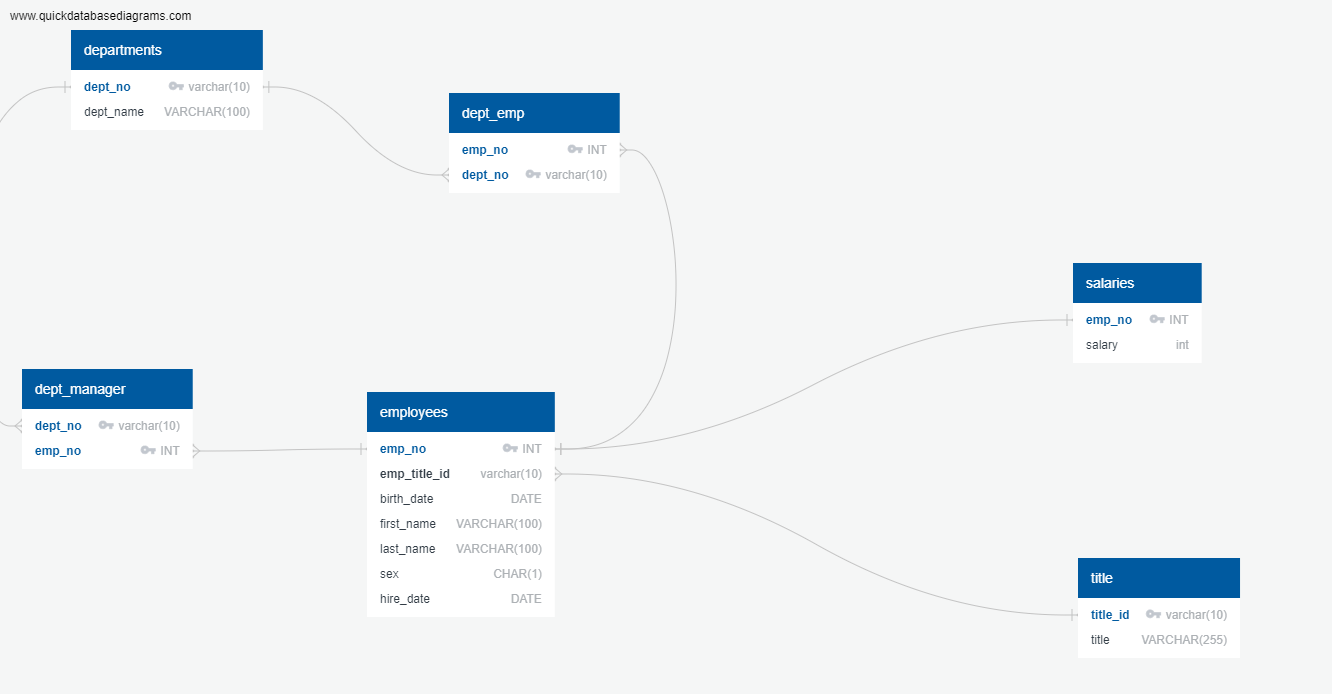 www.quickdatabasediagrams.com
departments
dept_no varchar(10)
dept_name VARCHAR(100)
dept_emp
emp_no INT
dept_no varchar(10)
salaries
emp_no INT
salary int
dept_manager
dept_no varchar(10)
emp_no INT
employees
emp_no INT
emp_title_id varchar(10)
birth_date DATE
first_name VARCHAR(100)
last_name VARCHAR(100)
sex CHAR(1)
hire_date DATE
title
title_id varchar(10)
title VARCHAR(255)